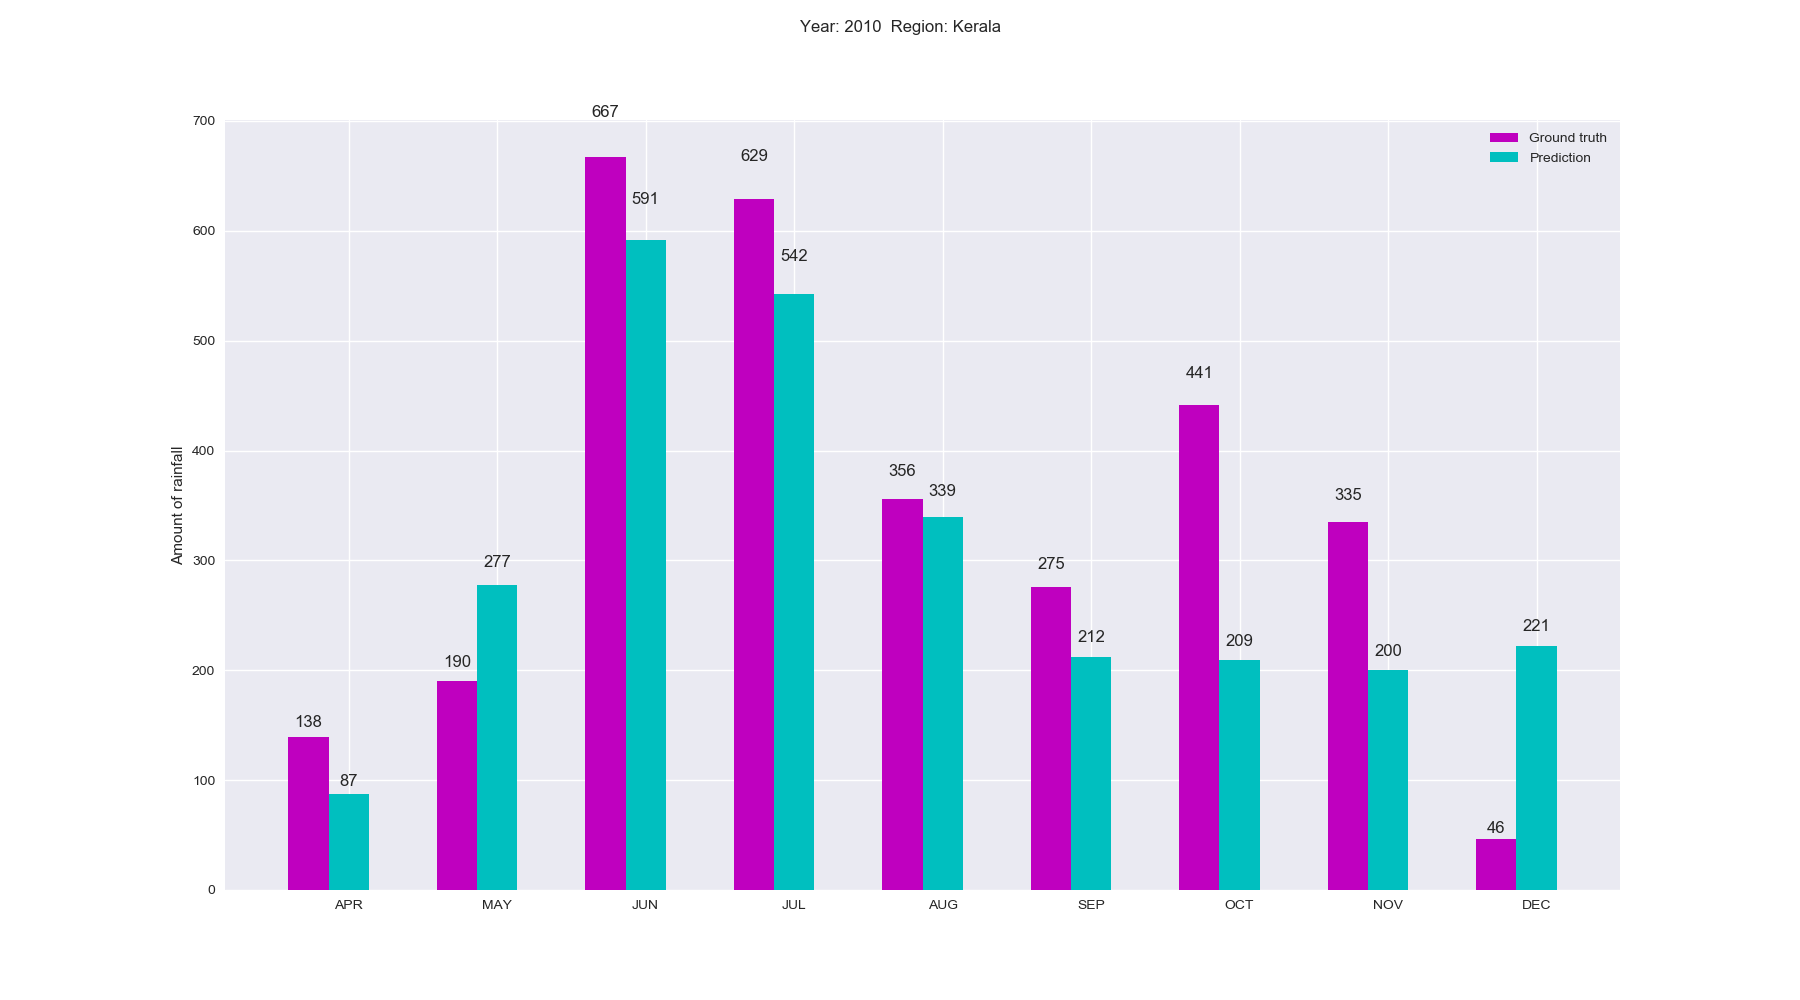 Year: 2010  Region: Kerala
Ground truth
Prediction
Amount of rainfall
700
600
500
400
300
200
100
0
667
591
629
542
138
87
190
277
356
339
275
212
441
209
335
200
46
221
APR
MAY
JUN
JUL
AUG
SEP
OCT
NOV
DEC